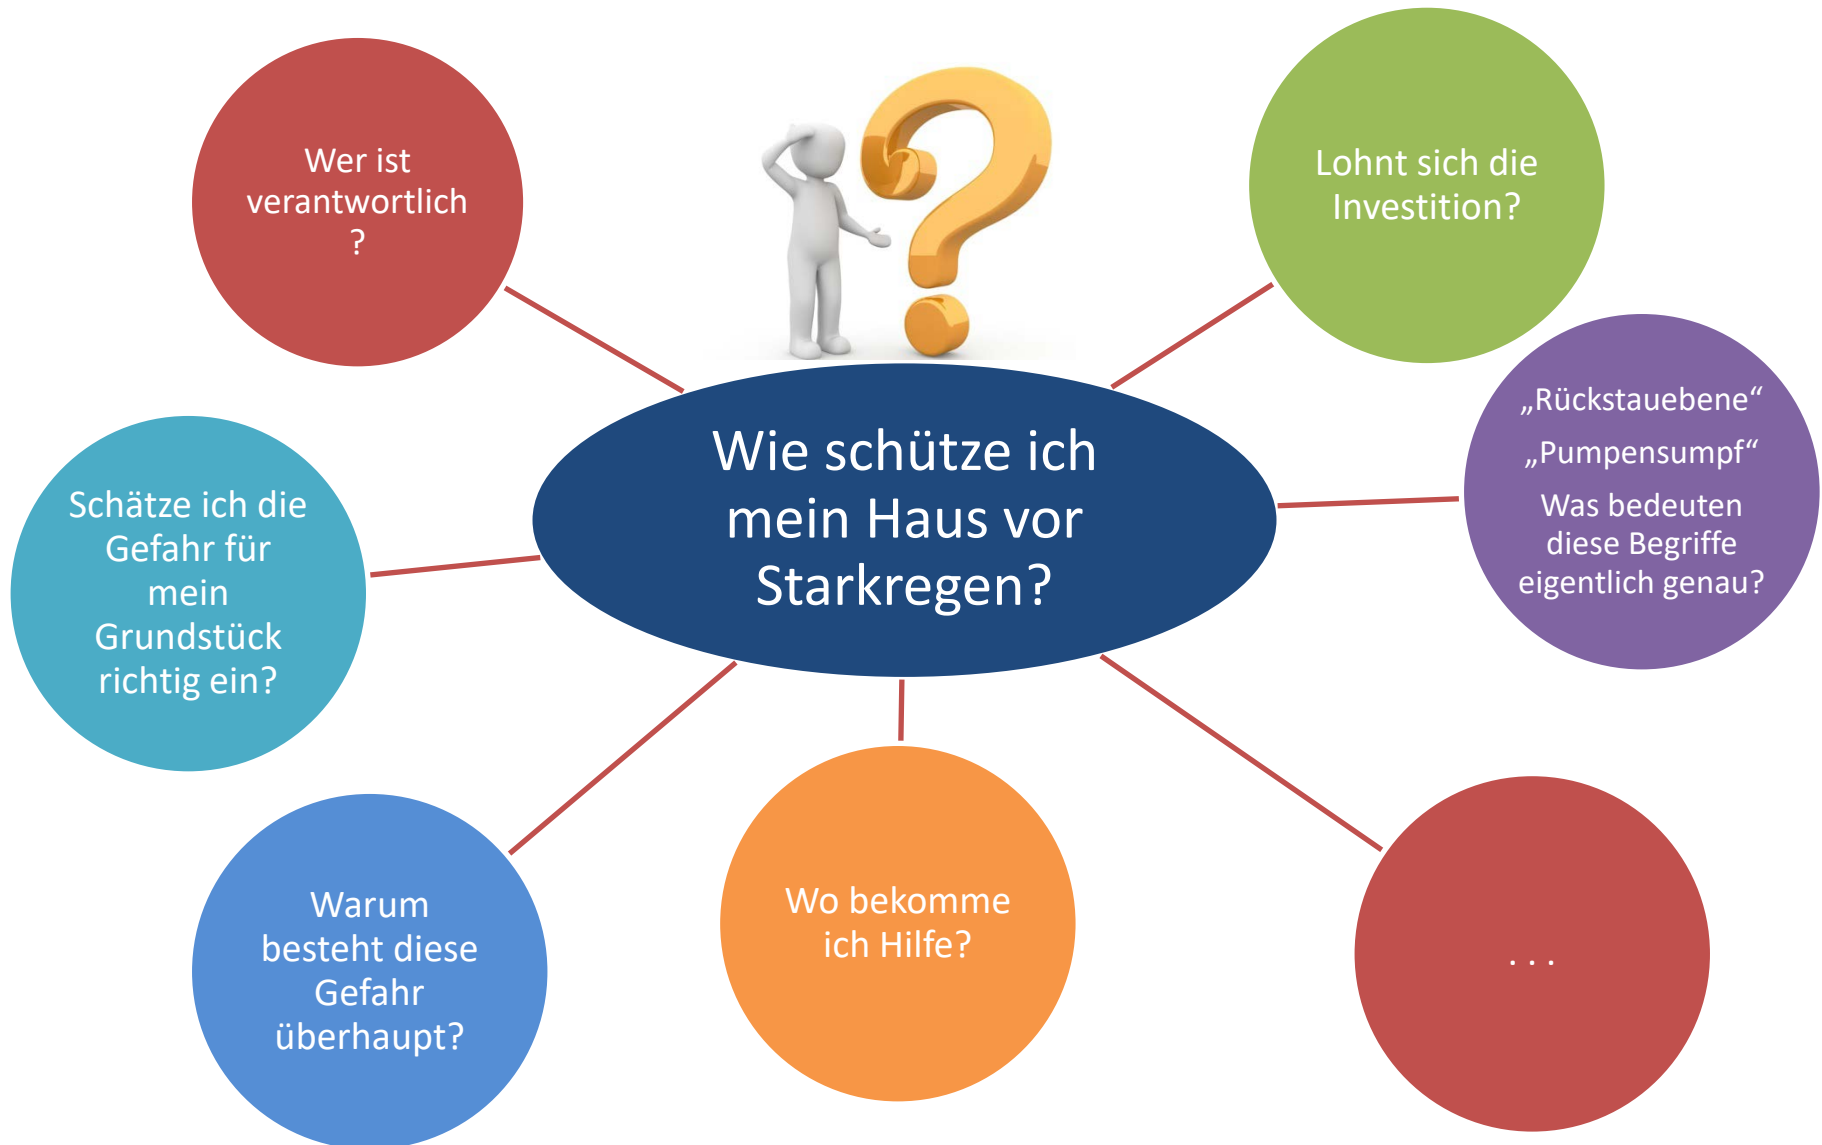 Wer ist
verantwortlich
?
Lohnt sich die
Investition?
„Rückstauebene“
„Pumpensumpf“
Was bedeuten
diese Begriffe
eigentlich genau?
Wie schütze ich
mein Haus vor
Starkregen?
Schätze ich die
Gefahr für
mein
Grundstück
richtig ein?
Warum
besteht diese
Gefahr
überhaupt?
Wo bekomme
ich Hilfe?
. . .